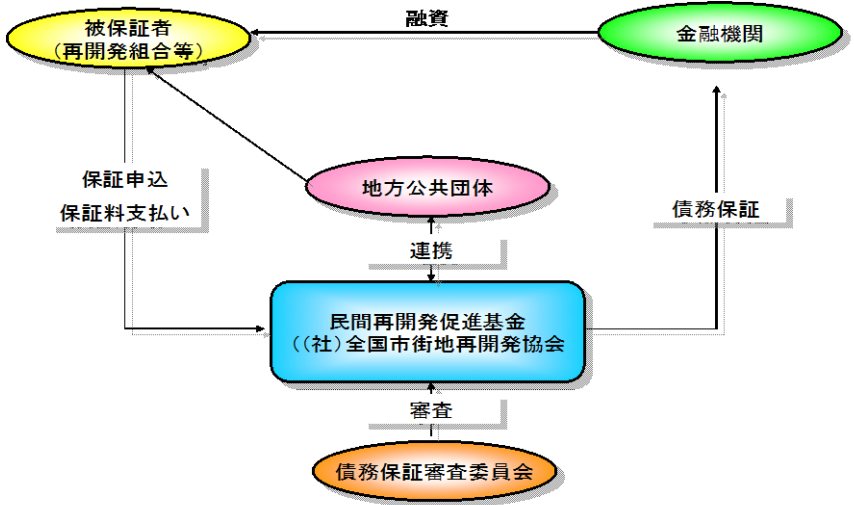 融資
被保証者
(再開発組合等)
金融機関
保証申込
保証料支払い
地方公共団体
債務保証
連携
民間再開発促進基金
((社)全国市街地再開発協会
審査
債務保証審査委員会